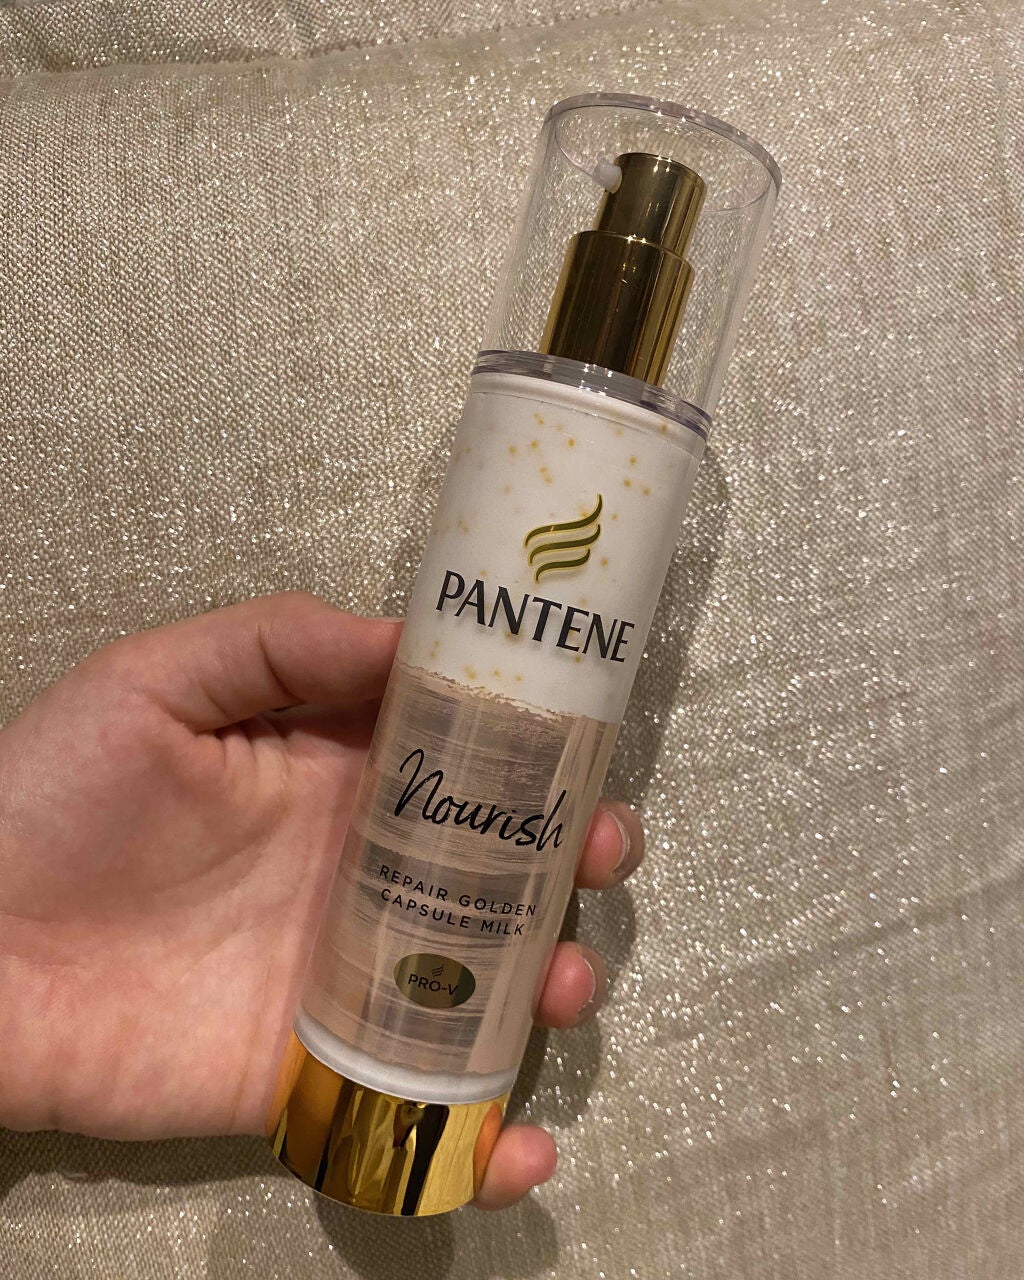 PANTENE
Nourish
REPAIR GOLDEN
CAPSULE MILK
PRO-V